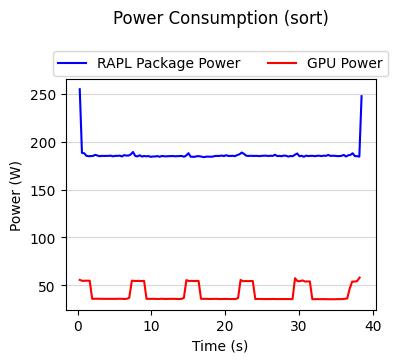 Power Consumption (sort)
RAPL Package Power
GPU Power
250
200
150
100
50
Power (W)
0
10
20
30
40
Time (s)